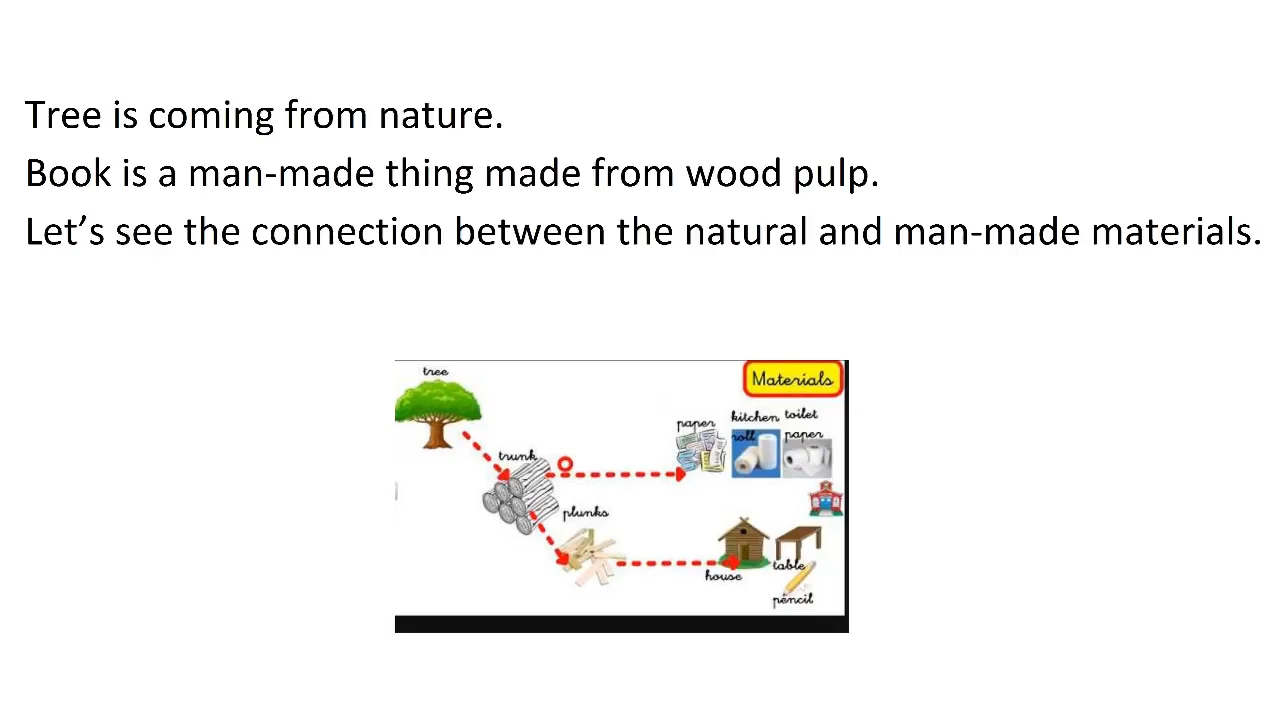 Tree is coming from nature.
Book is a man-made thing made from wood pulp.
Let’s see the connection between the natural and man-made materials.
tree
Materials
paper
kitchen
roll
toilet
paper
trunk
plunks
house
table
pencil